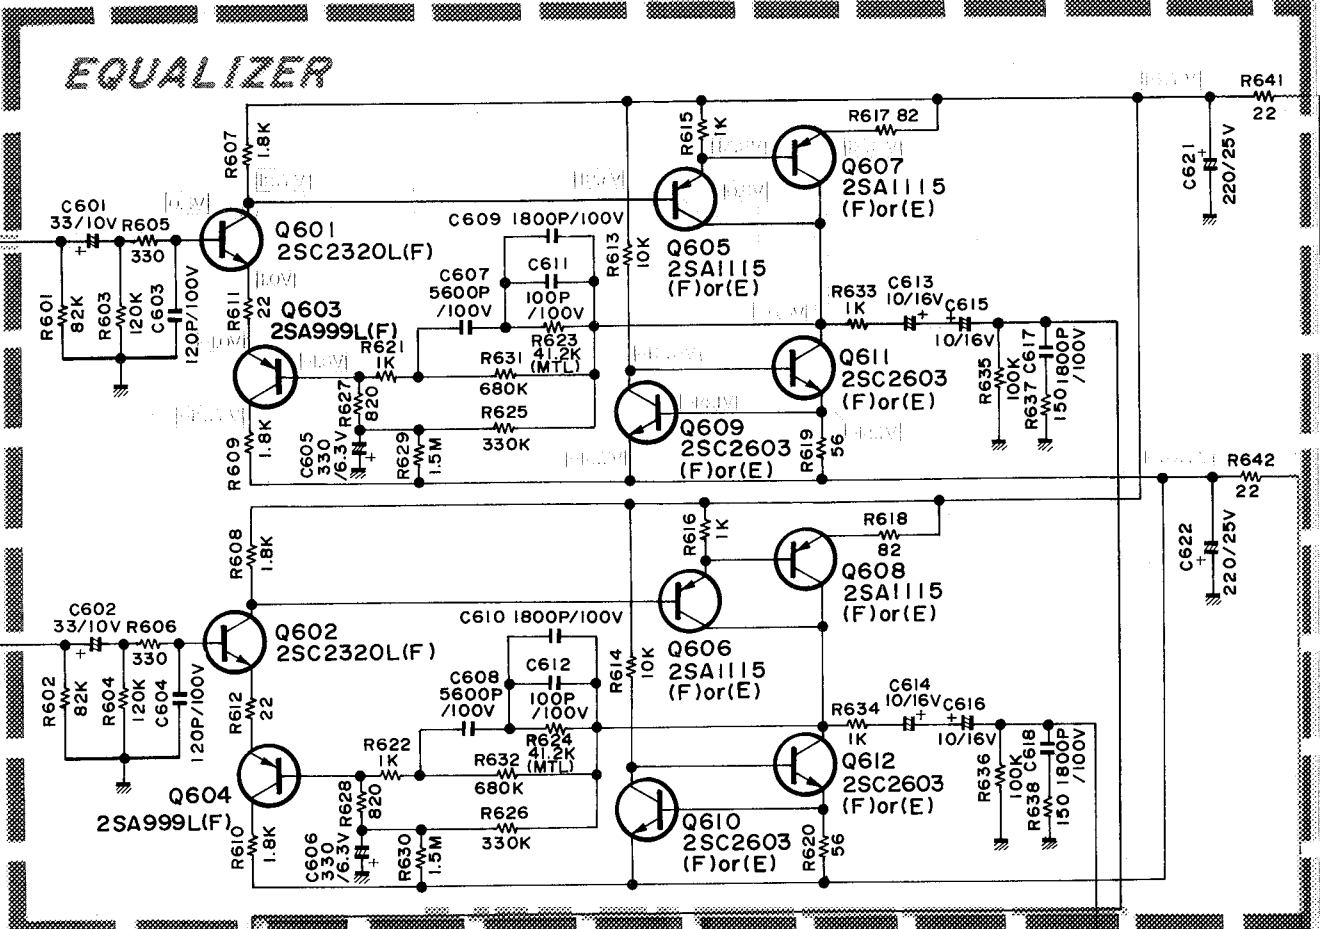 EQUALIZER
R641
22
C621
220/25V
+
R617 82
R615
1K
Q607
2SA1115
(F)or(E)
R607
1.8K
C601
33/10V
+
R605
330
Q601
2SC2320L(F)
C609 1800P/100V
R613
10K
Q605
2SA1115
(F)or(E)
C607
5600P
/100V
C611
100P
/100V
R601
82K
R603
120K
C603
120P/100V
R611
22
Q603
2SA999L(F)
R621
1K
R623
41.2K
(MTL)
R631
680K
R625
330K
R633
1K
C613
10/16V
+
C615
+
10/16V
Q611
2SC2603
(F)or(E)
R635
100K
R637
150
C617
1800P
/100V
R627
820
R609
1.8K
C605
330
/6.3V
+
R629
1.5M
Q609
2SC2603
(F)or(E)
R619
56
R642
22
C622
220/25V
+
R608
1.8K
R616
1K
R618
82
Q608
2SA1115
(F)or(E)
C602
33/10V
+
R606
330
Q602
2SC2320L(F)
C610 1800P/100V
R614
10K
Q606
2SA1115
(F)or(E)
C608
5600P
/100V
C612
100P
/100V
R602
82K
R604
120K
C604
120P/100V
R612
22
R622
1K
R624
41.2K
(MTL)
R632
680K
R626
330K
R634
1K
C614
10/16V
+
C616
+
10/16V
Q612
2SC2603
(F)or(E)
R636
100K
R638
150
C618
1800P
/100V
Q604
2SA999L(F)
R628
820
R610
1.8K
C606
330
/6.3V
+
R630
1.5M
Q610
2SC2603
(F)or(E)
R620
56